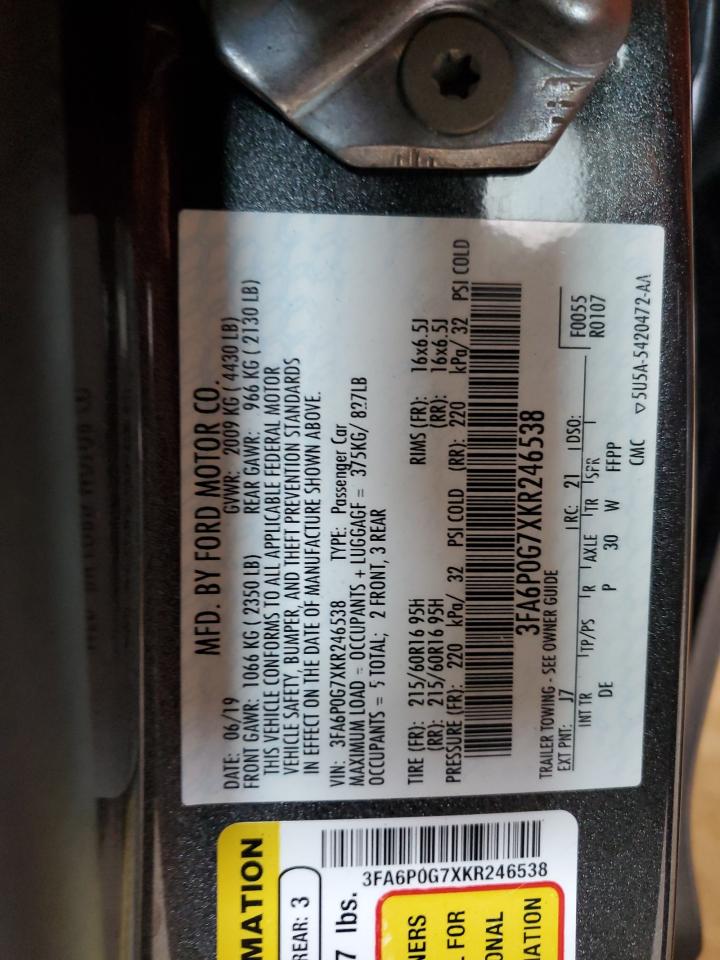 MFD. BY FORD MOTOR CO.
DATE: 06/19 GVWR: 2009 KG ( 4430 LB)
FRONT GAWR: 1066 KG ( 2350 LB) REAR GAWR: 966 KG ( 2130 LB)
THIS VEHICLE CONFORMS TO ALL APPLICABLE FEDERAL MOTOR
VEHICLE SAFETY, BUMPER, AND THEFT PREVENTION STANDARDS
IN EFFECT ON THE DATE OF MANUFACTURE SHOWN ABOVE.
VIN: 3FA6P0G7XKR246538 TYPE: Passenger Car
MAXIMUM LOAD = OCCUPANTS + LUGGAGE = 375KG/ 827LB
OCCUPANTS = 5 TOTAL; 2 FRONT, 3 REAR
TIRE (FR): 215/60R16 95H RIMS (FR): 16x6.5J
(RR): 215/60R16 95H (RR): 16x6.5J
PRESSURE (FR): 220 kPa/ 32 PSI COLD (RR): 220 kPa/ 32 PSI COLD
3FA6P0G7XKR246538
TRAILER TOWING - SEE OWNER GUIDE
EXT PNT: J7 RC: 21 DSO: F0055
INT TR TP/PS R AXLE TR SPR R0107
DE P 30 W FFPP
CMC ▽5U5A-5420472-AA
MATION
REAR: 3
7 lbs.
3FA6P0G7XKR246538
NERS
L FOR
ONAL
ATION